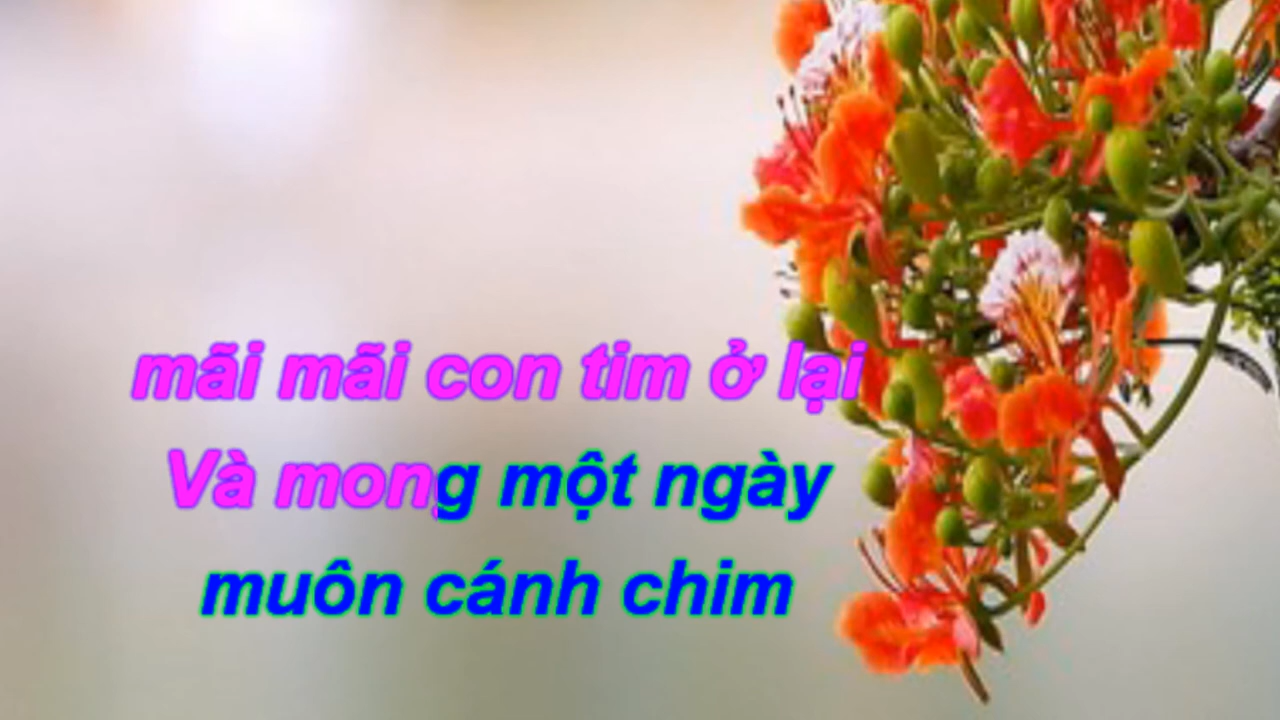 mãi mãi con tim ở lại
Và mong một ngày
muôn cánh chim